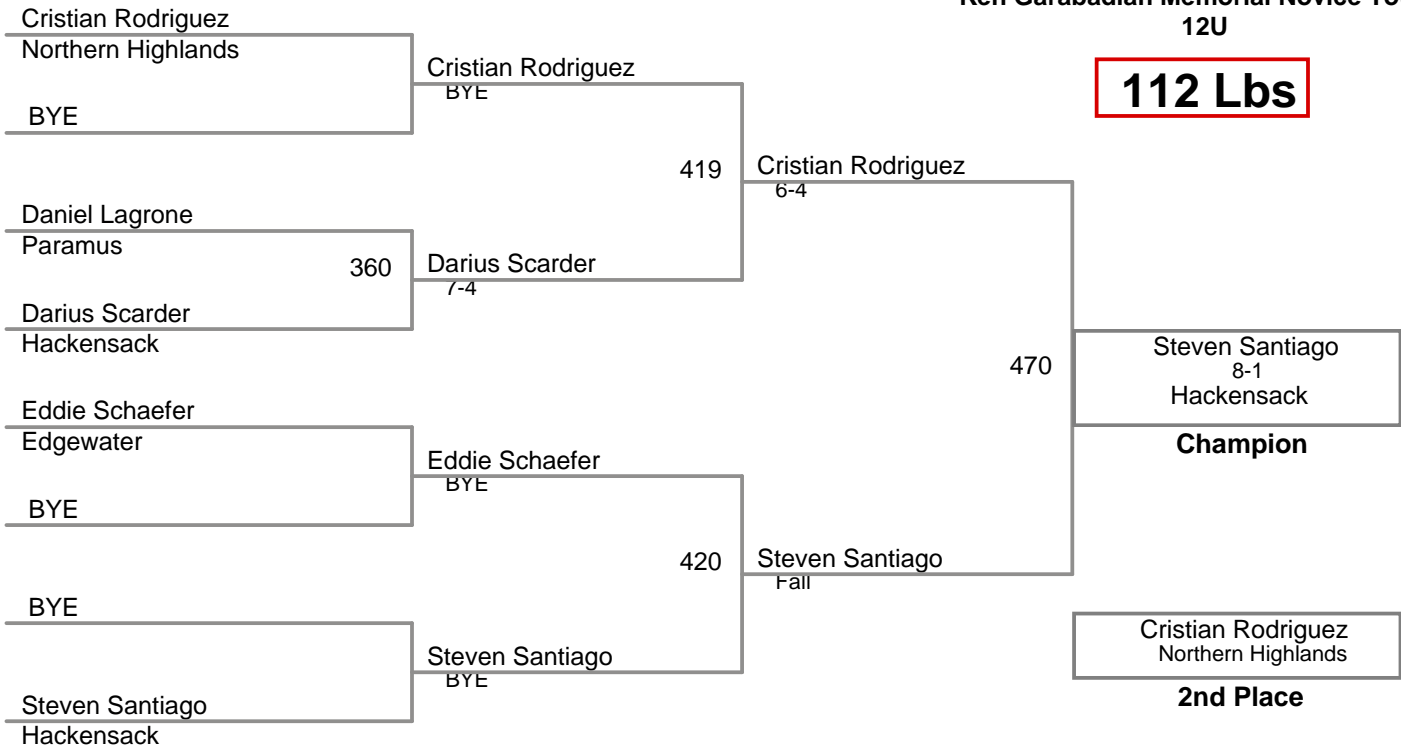 Ken Garabadian Memorial Novice
12U
112 Lbs
Cristian Rodriguez
Northern Highlands
BYE
Daniel Lagrone
Paramus
360
Darius Scarder
Hackensack
Eddie Schaefer
Edgewater
BYE
BYE
Steven Santiago
Hackensack
Cristian Rodriguez
BYE
419
Darius Scarder
7-4
Eddie Schaefer
BYE
420
Steven Santiago
BYE
Cristian Rodriguez
6-4
470
Steven Santiago
Fall
Steven Santiago
8-1
Hackensack
Champion
Cristian Rodriguez
Northern Highlands
2nd Place